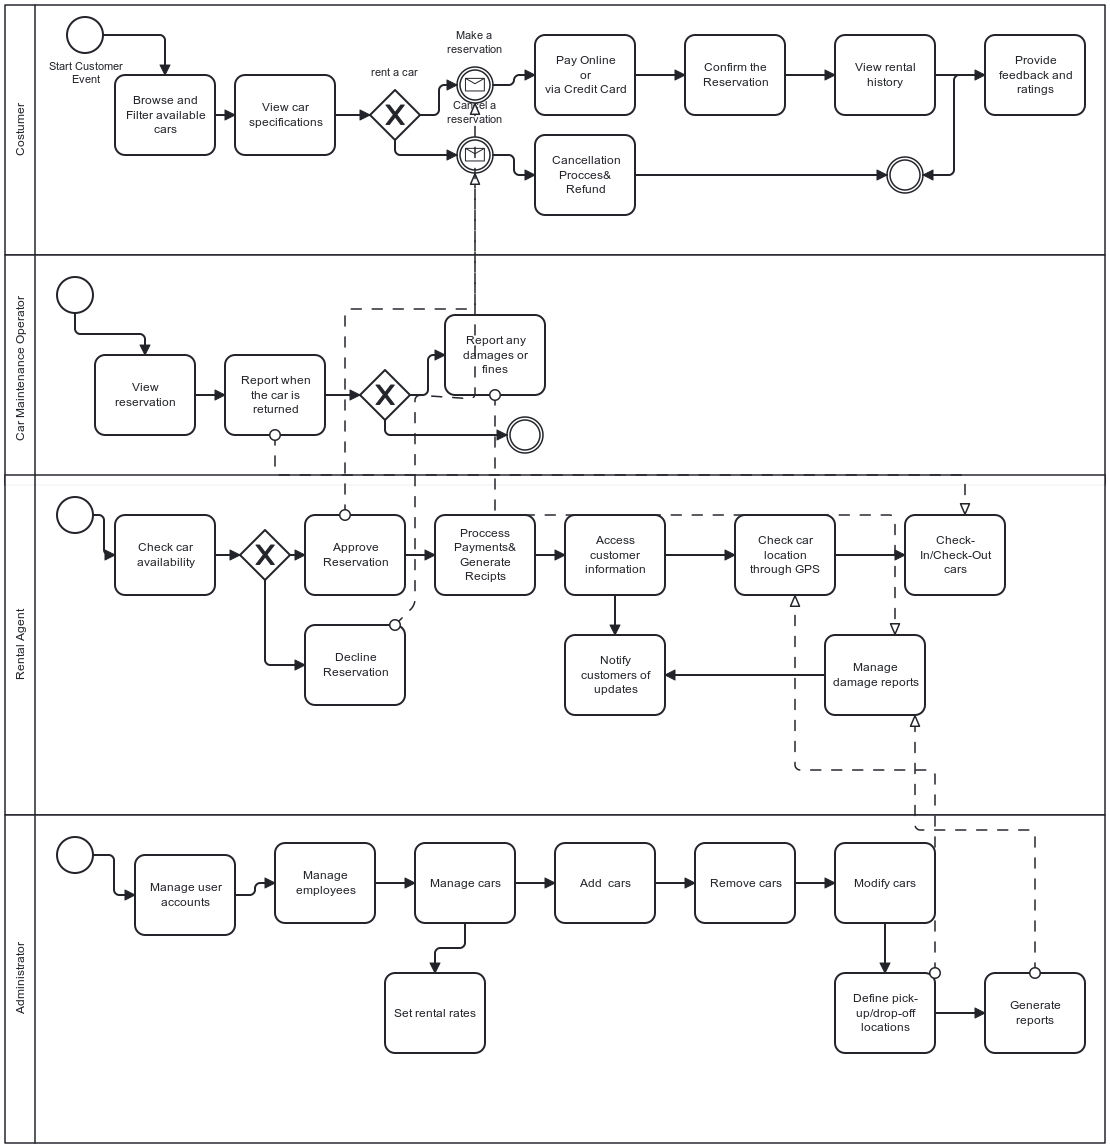 Costumer
Start Customer
Event
Browse and
Filter available
cars
View car
specifications
rent a car
Make a
reservation
Cancel a
reservation
Pay Online
or
via Credit Card
Confirm the
Reservation
View rental
history
Provide
feedback and
ratings
Cancellation
Procces&
Refund
Car Maintenance Operator
View
reservation
Report when
the car is
returned
Report any
damages or
fines
Rental Agent
Check car
availability
Approve
Reservation
Proccess
Payments&
Generate
Recipts
Access
customer
information
Check car
location
through GPS
Check-
In/Check-Out
cars
Decline
Reservation
Notify
customers of
updates
Manage
damage reports
Administrator
Manage user
accounts
Manage
employees
Manage cars
Add  cars
Remove cars
Modify cars
Set rental rates
Define pick-
up/drop-off
locations
Generate
reports